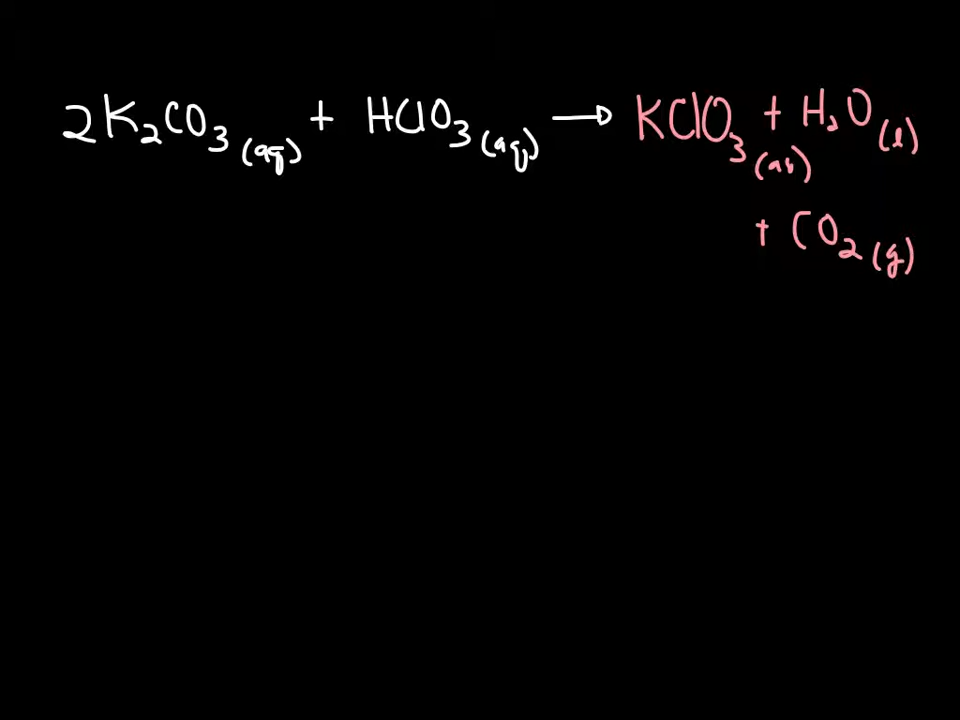 2K₂CO₃ (aq) + HClO₃ (aq) → KClO₃ (aq) + H₂O (l)
+ CO₂ (g)